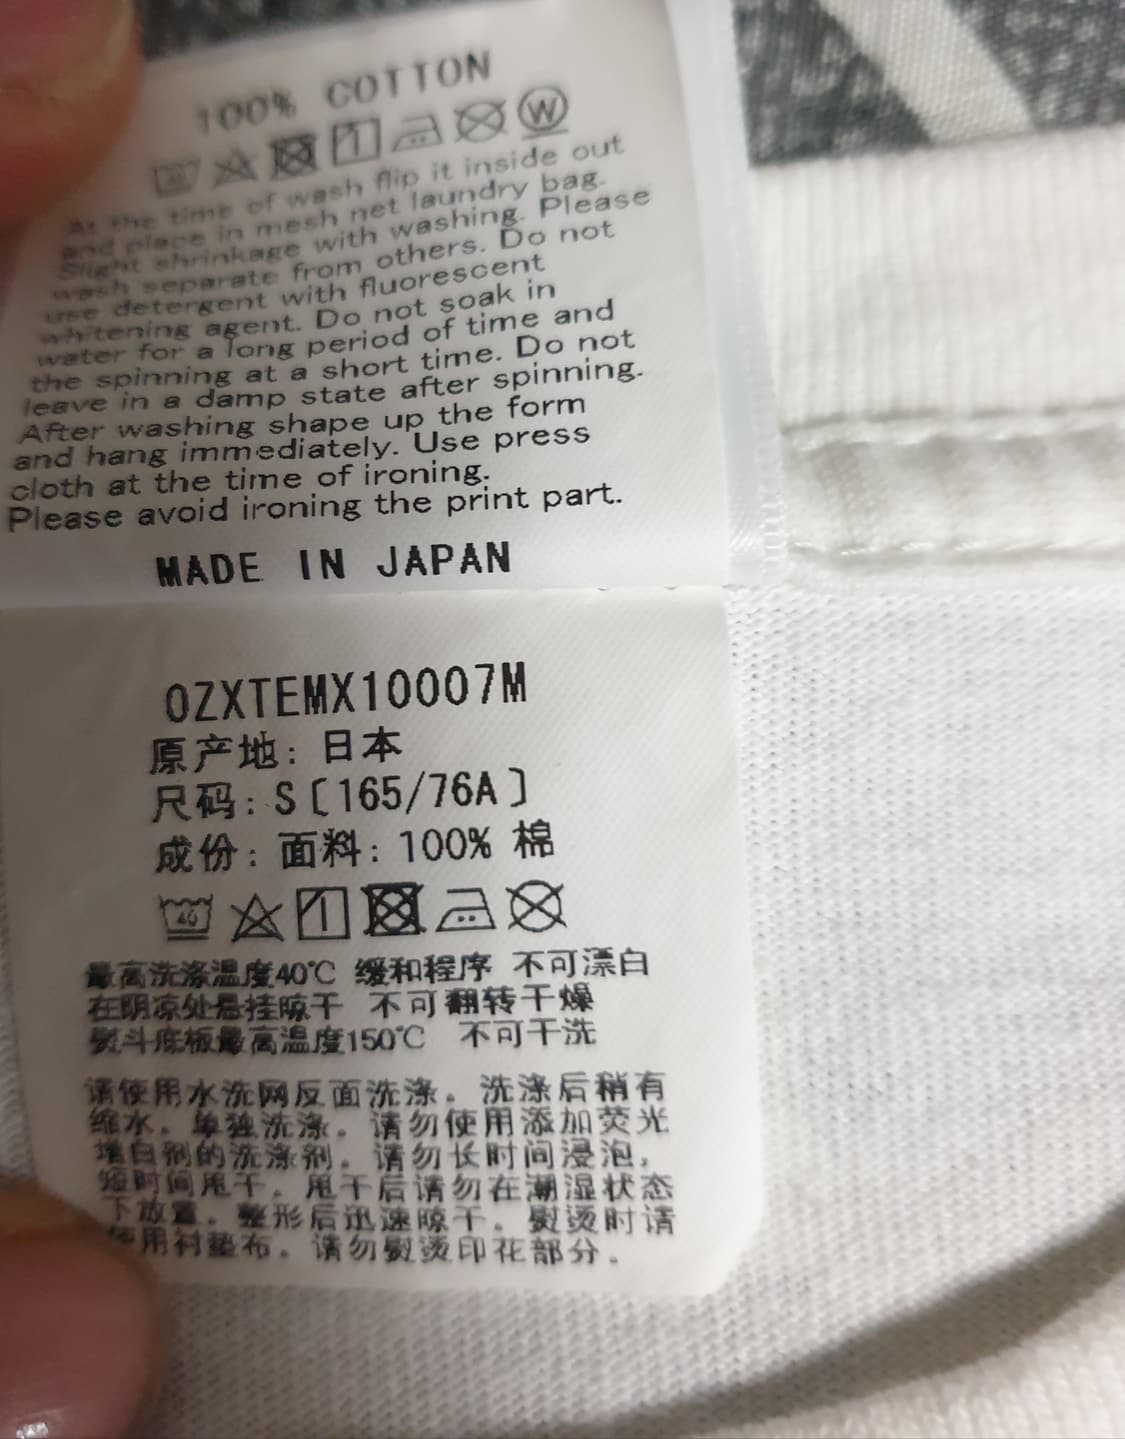 100% COTTON
At the time of wash flip it inside out
and place in mesh net laundry bag.
Slight shrinkage with washing. Please
wash separate from others. Do not
use detergent with fluorescent
whitening agent. Do not soak in
water for a long period of time and
the spinning at a short time. Do not
leave in a damp state after spinning.
After washing shape up the form
and hang immediately. Use press
cloth at the time of ironing.
Please avoid ironing the print part.
MADE IN JAPAN
OZXTEMX10007M
原产地: 日本
尺码: S〔165/76A〕
成份: 面料: 100% 棉
40
最高洗涤温度40℃ 缓和程序 不可漂白
在阴凉处悬挂晾干 不可翻转干燥
熨斗底板最高温度150℃ 不可干洗
请使用水洗网反面洗涤。洗涤后稍有
缩水。单独洗涤。请勿使用添加荧光
增白剂的洗涤剂。请勿长时间浸泡,
短时间甩干。甩干后请勿在潮湿状态
下放置。整形后迅速晾干。熨烫时请
使用衬垫布。请勿熨烫印花部分。